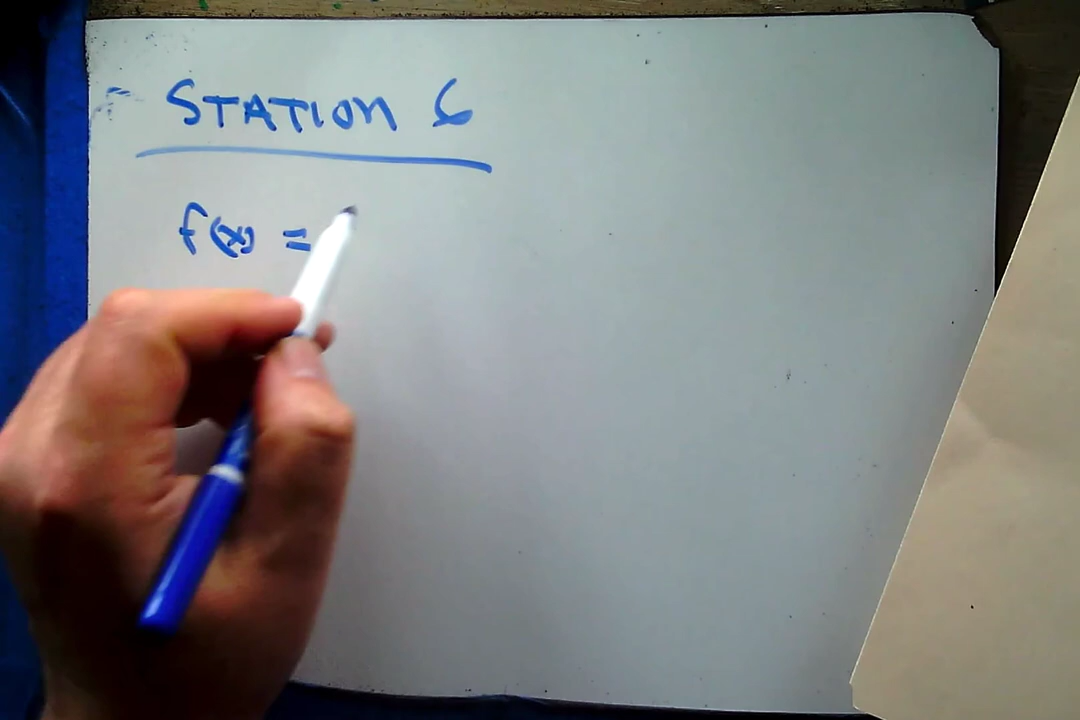 STATION 6
f(x) =